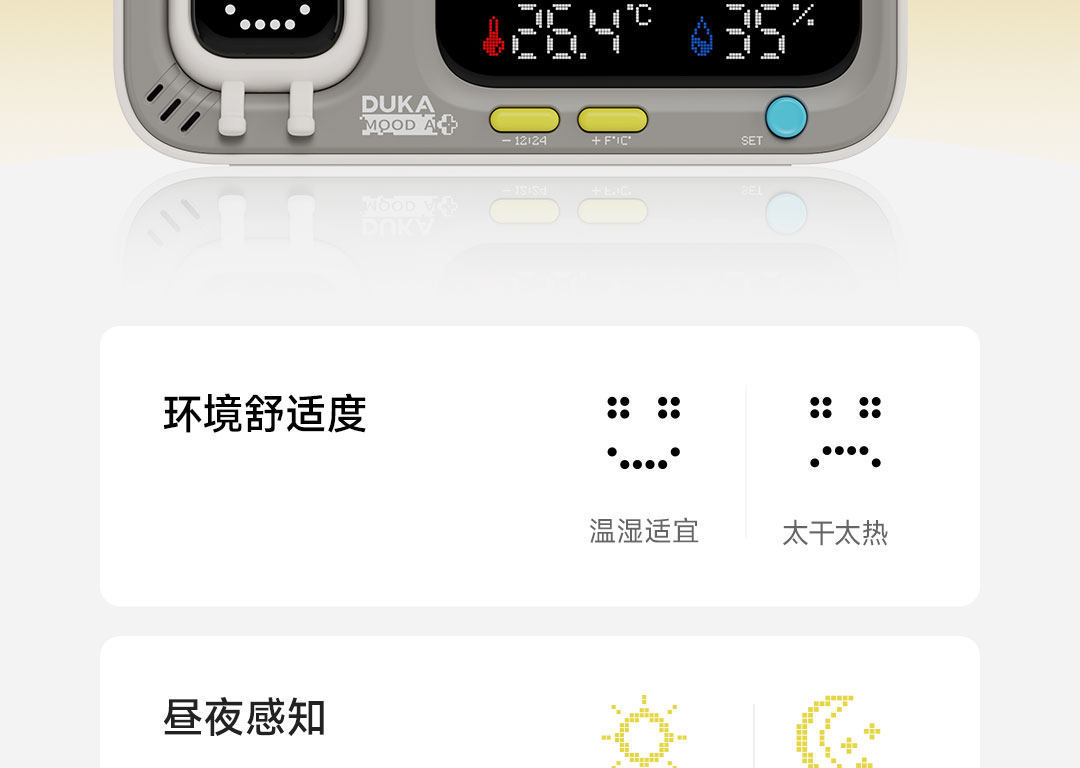 26.4°C 35%
DUKA
MOOD A+
− 12/24 + F°/C° SET
环境舒适度
温湿适宜 太干太热
昼夜感知